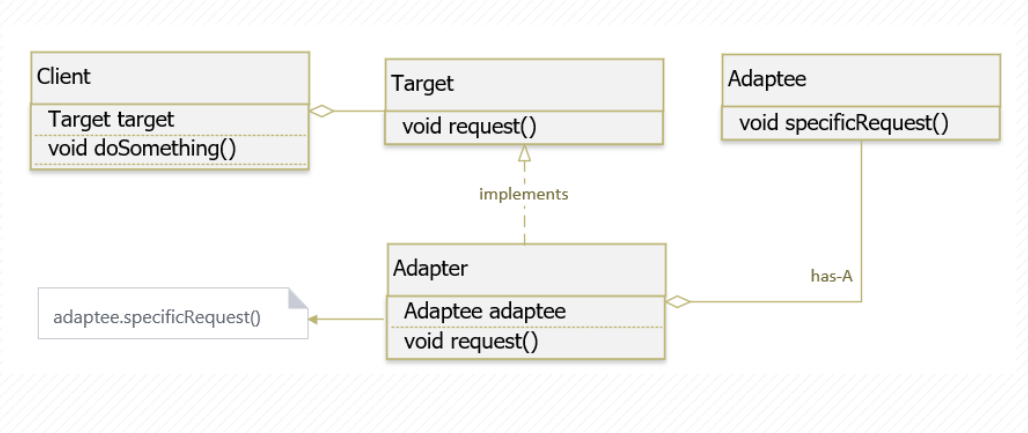 Client
Target target
void doSomething()
Target
void request()
Adaptee
void specificRequest()
implements
Adapter
Adaptee adaptee
void request()
has-A
adaptee.specificRequest()